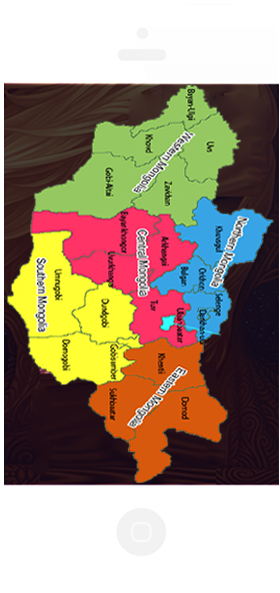 Bayan-Ulgii
Uvs
Western Mongolia
Khovd
Zavkhan
Gobi-Altai
Northern Mongolia
Khuvsgul
Orkhon
Selenge
Darkhan-Uul
Bulgan
Arkhangai
Central Mongolia
Bayankhongor
Uvurkhangai
Tuv
Ulaanbaatar
Southern Mongolia
Umnugobi
Dundgobi
Dornogobi
Gobisumber
Khentii
Eastern Mongolia
Dornod
Sukhbaatar